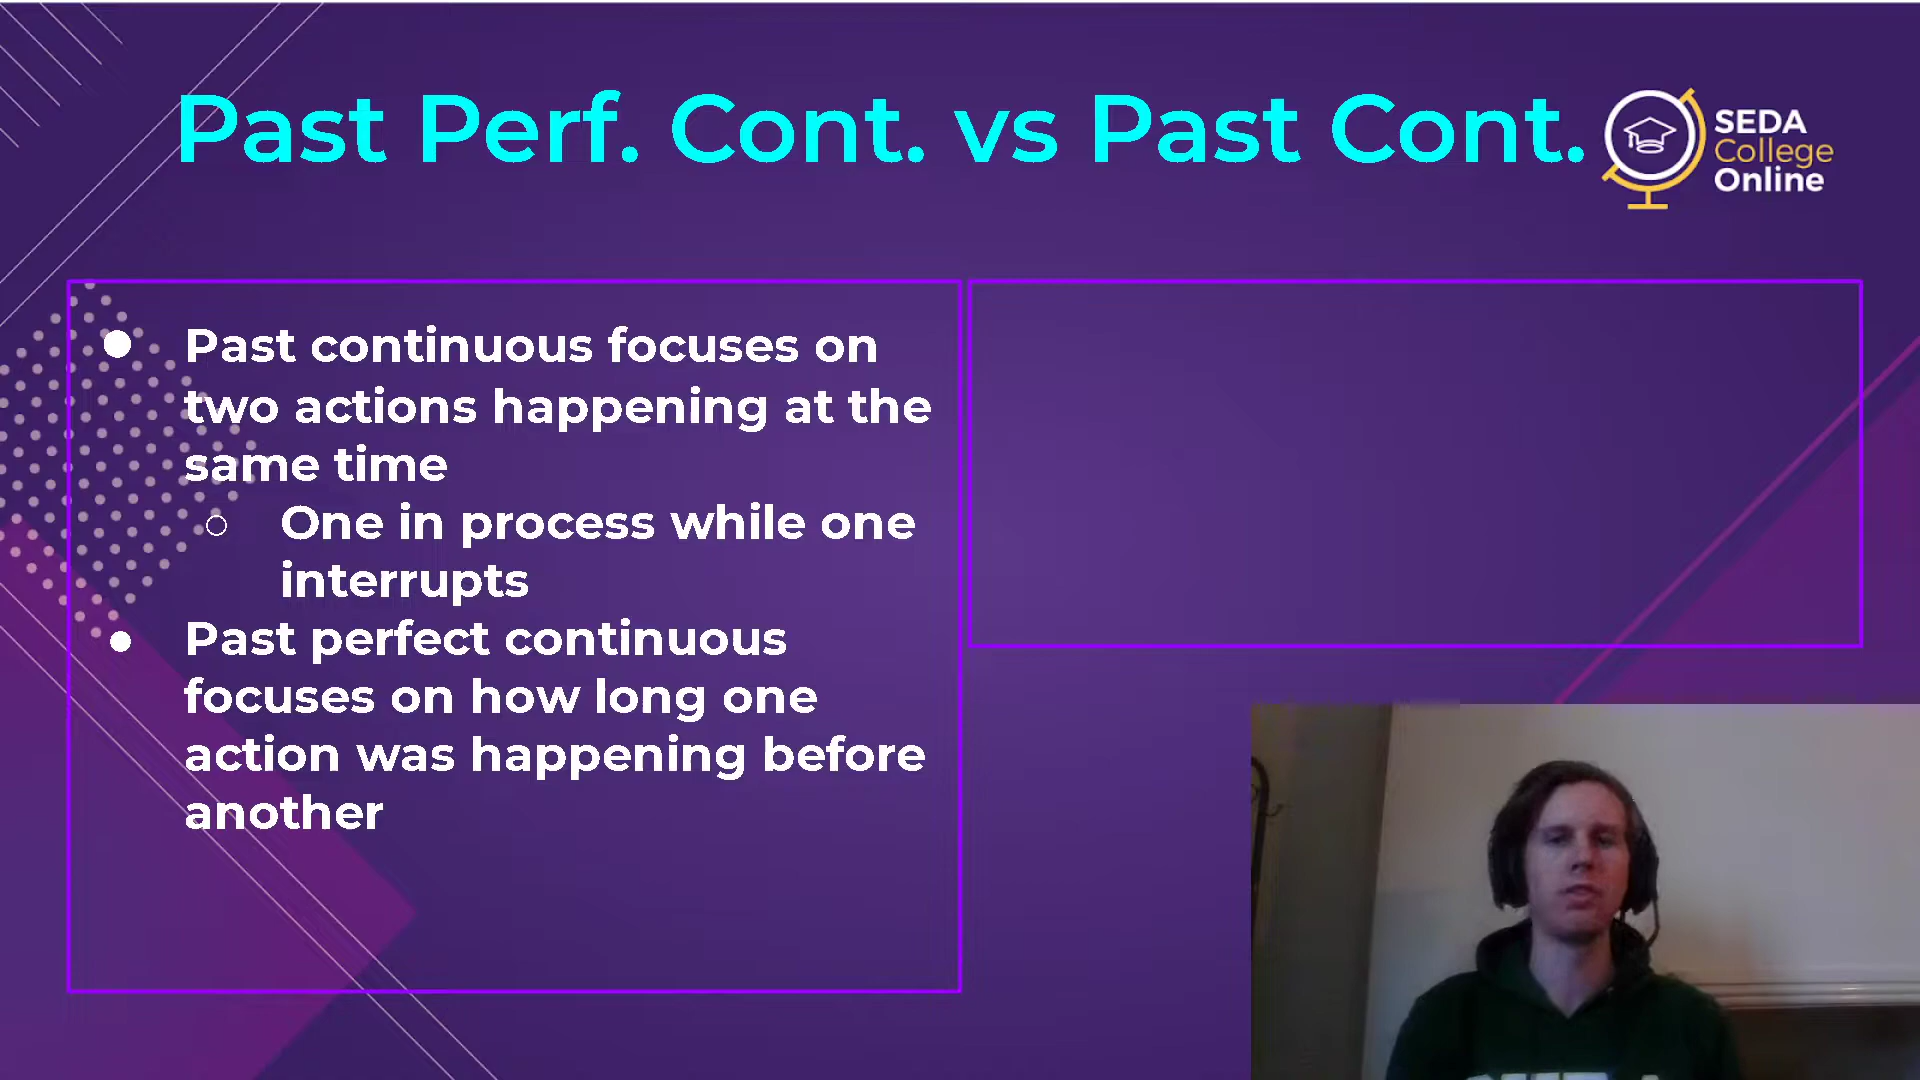 Past Perf. Cont. vs Past Cont.
SEDA
College
Online
● Past continuous focuses on
two actions happening at the
same time
○ One in process while one
interrupts
● Past perfect continuous
focuses on how long one
action was happening before
another